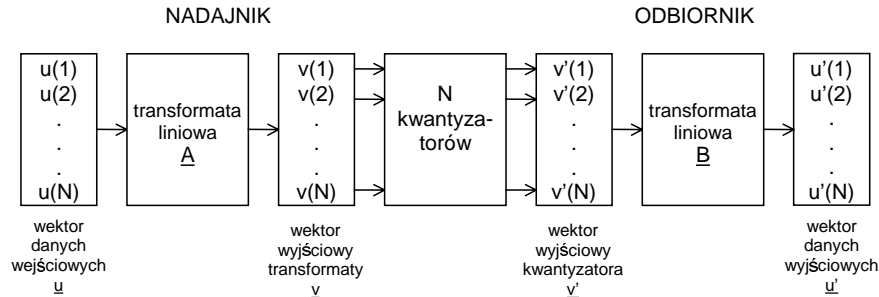 NADAJNIK
ODBIORNIK
u(1)
u(2)
.
.
.
u(N)
transformata
liniowa
A
v(1)
v(2)
.
.
.
v(N)
N
kwantyza-
torów
v’(1)
v’(2)
.
.
.
v’(N)
transformata
liniowa
B
u’(1)
u’(2)
.
.
.
u’(N)
wektor
danych
wejściowych
u
wektor
wyjściowy
transformaty
v
wektor
wyjściowy
kwantyzatora
v’
wektor
danych
wyjściowych
u’